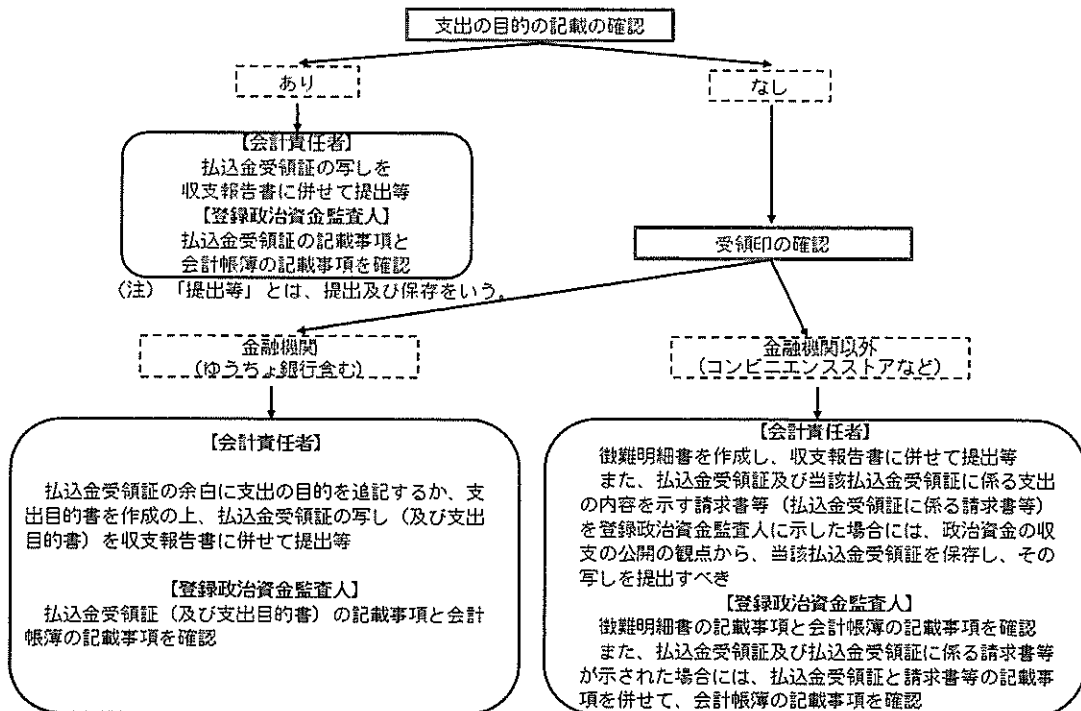 支出の目的の記載の確認
あり
なし
【会計責任者】
払込金受領証の写しを
収支報告書に併せて提出等
【登録政治資金監査人】
払込金受領証の記載事項と
会計帳簿の記載事項を確認
(注)「提出等」とは、提出及び保存をいう。
受領印の確認
金融機関
(ゆうちょ銀行含む)
金融機関以外
(コンビニエンスストアなど)
【会計責任者】
払込金受領証の余白に支出の目的を追記するか、支
出目的書を作成の上、払込金受領証の写し(及び支出
目的書)を収支報告書に併せて提出等
【登録政治資金監査人】
払込金受領証(及び支出目的書)の記載事項と会計
帳簿の記載事項を確認
【会計責任者】
徴難明細書を作成し、収支報告書に併せて提出等
また、払込金受領証及び当該払込金受領証に係る支出
の内容を示す請求書等(払込金受領証に係る請求書等)
を登録政治資金監査人に示した場合には、政治資金の収
支の公開の観点から、当該払込金受領証を保存し、その
写しを提出すべき
【登録政治資金監査人】
徴難明細書の記載事項と会計帳簿の記載事項を確認
また、払込金受領証及び払込金受領証に係る請求書等
が示された場合には、払込金受領証と請求書等の記載事
項を併せて、会計帳簿の記載事項を確認